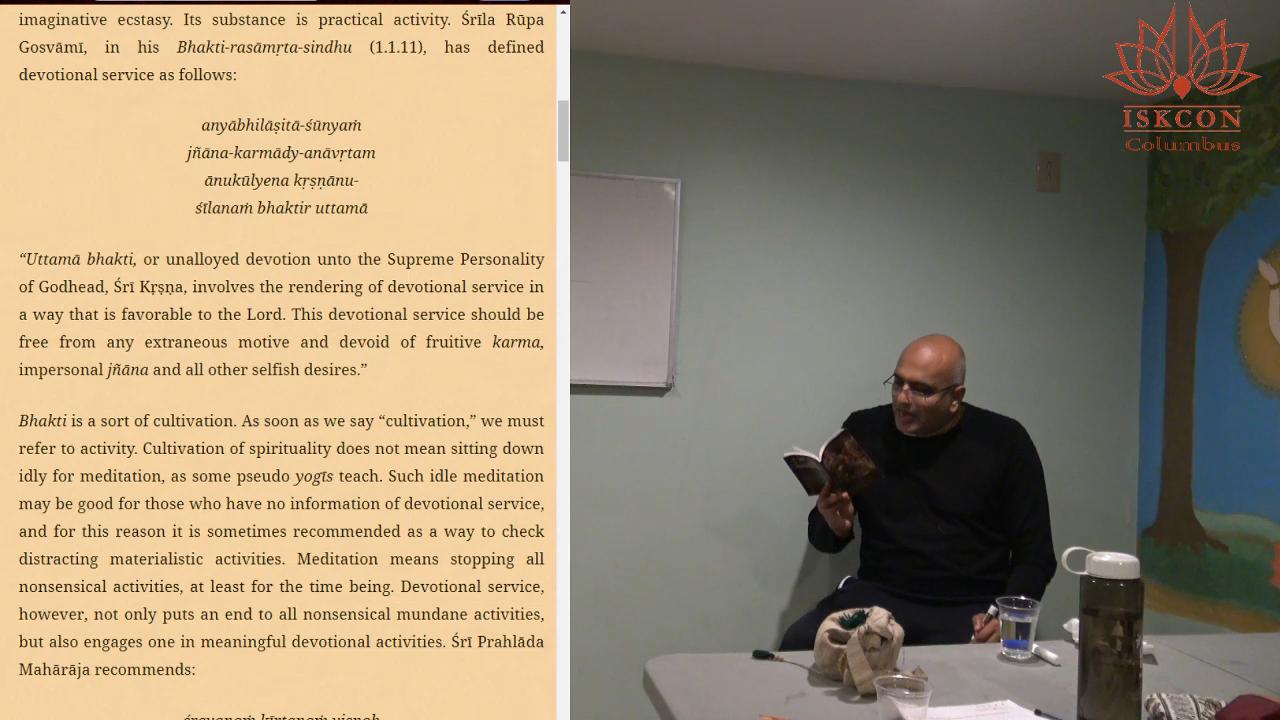 imaginative ecstasy. Its substance is practical activity. Śrīla Rūpa
Gosvāmī, in his Bhakti-rasāmṛta-sindhu (1.1.11), has defined
devotional service as follows:
anyābhilāṣitā-śūnyaṁ
jñāna-karmādy-anāvṛtam
ānukūlyena kṛṣṇānu-
śīlanaṁ bhaktir uttamā
“Uttamā bhakti, or unalloyed devotion unto the Supreme Personality
of Godhead, Śrī Kṛṣṇa, involves the rendering of devotional service in
a way that is favorable to the Lord. This devotional service should be
free from any extraneous motive and devoid of fruitive karma,
impersonal jñāna and all other selfish desires.”
Bhakti is a sort of cultivation. As soon as we say “cultivation,” we must
refer to activity. Cultivation of spirituality does not mean sitting down
idly for meditation, as some pseudo yogīs teach. Such idle meditation
may be good for those who have no information of devotional service,
and for this reason it is sometimes recommended as a way to check
distracting materialistic activities. Meditation means stopping all
nonsensical activities, at least for the time being. Devotional service,
however, not only puts an end to all nonsensical mundane activities,
but also engages one in meaningful devotional activities. Śrī Prahlāda
Mahārāja recommends:
śravaṇaṁ kīrtanaṁ viṣṇoḥ
ISKCON
Columbus